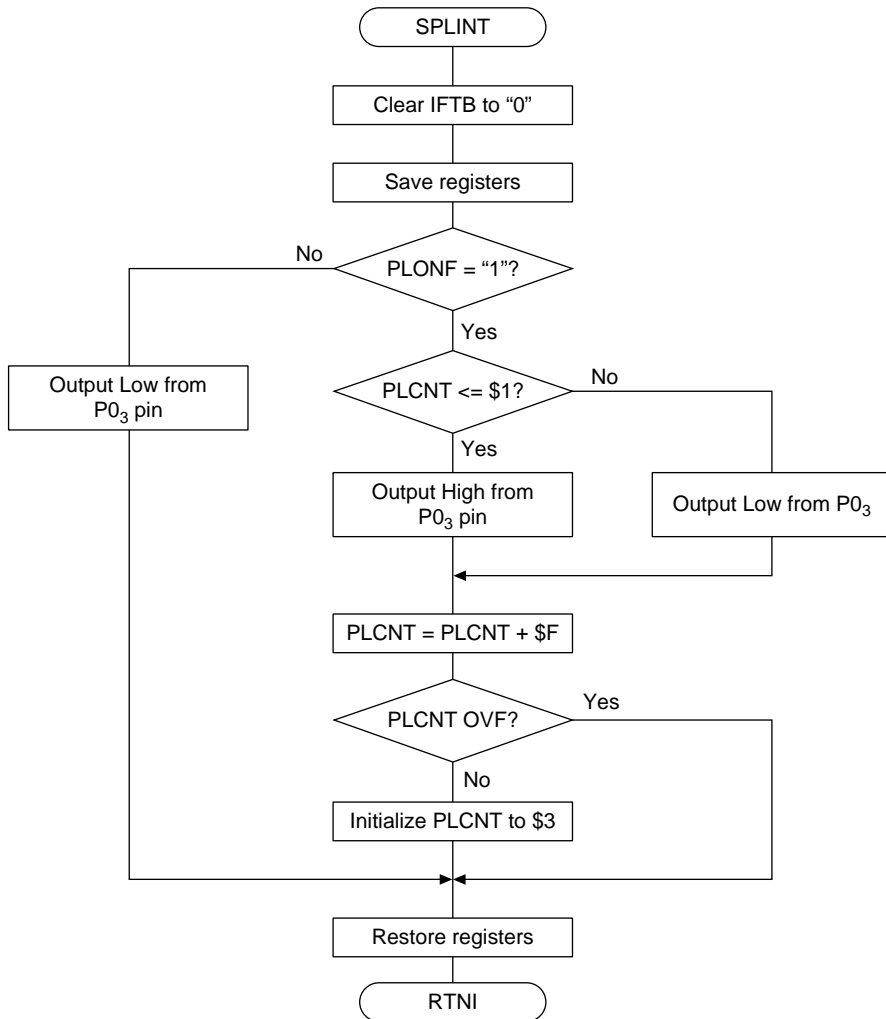 SPLINT
Clear IFTB to “0”
Save registers
No
PLONF = “1”?
Yes
Output Low from
P0₃ pin
PLCNT <= $1?
No
Yes
Output High from
P0₃ pin
Output Low from P0₃
PLCNT = PLCNT + $F
PLCNT OVF?
Yes
No
Initialize PLCNT to $3
Restore registers
RTNI